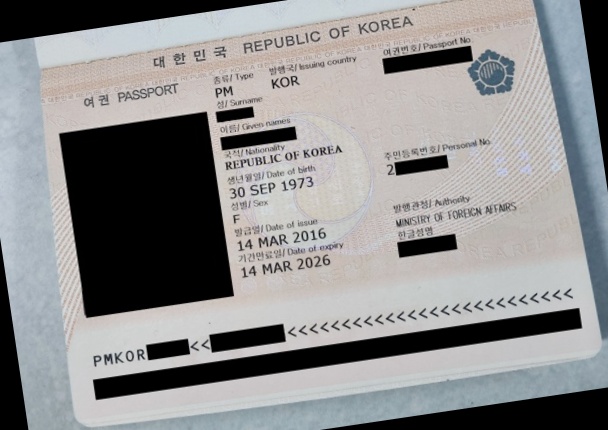 대한민국 REPUBLIC OF KOREA
여권 PASSPORT
종류/ Type 발행국/ Issuing country 여권번호/ Passport No.
PM KOR
성/ Surname
이름/ Given names
국적/ Nationality 주민등록번호/ Personal No.
REPUBLIC OF KOREA 2
생년월일/ Date of birth
30 SEP 1973
성별/ Sex 발행관청/ Authority
F MINISTRY OF FOREIGN AFFAIRS
발급일/ Date of issue 한글성명
14 MAR 2016
기간만료일/ Date of expiry
14 MAR 2026
PMKOR <<<<<<<<<<<<<<<<<<<<<<<<<<<<<